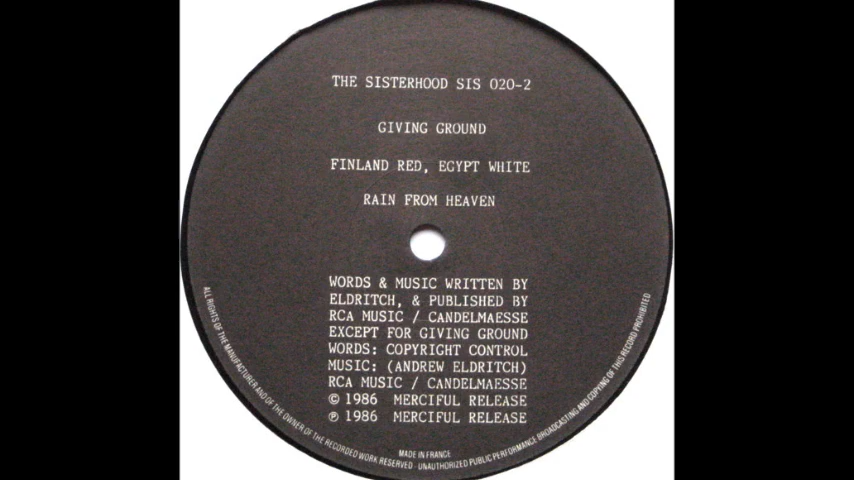 THE SISTERHOOD SIS 020-2
GIVING GROUND
FINLAND RED, EGYPT WHITE
RAIN FROM HEAVEN
WORDS & MUSIC WRITTEN BY
ELDRITCH, & PUBLISHED BY
RCA MUSIC / CANDELMAESSE
EXCEPT FOR GIVING GROUND
WORDS: COPYRIGHT CONTROL
MUSIC: (ANDREW ELDRITCH)
RCA MUSIC / CANDELMAESSE
© 1986 MERCIFUL RELEASE
℗ 1986 MERCIFUL RELEASE
MADE IN FRANCE
ALL RIGHTS OF THE MANUFACTURER AND OF THE OWNER OF THE RECORDED WORK RESERVED - UNAUTHORIZED PUBLIC PERFORMANCE BROADCASTING AND COPYING OF THIS RECORD PROHIBITED